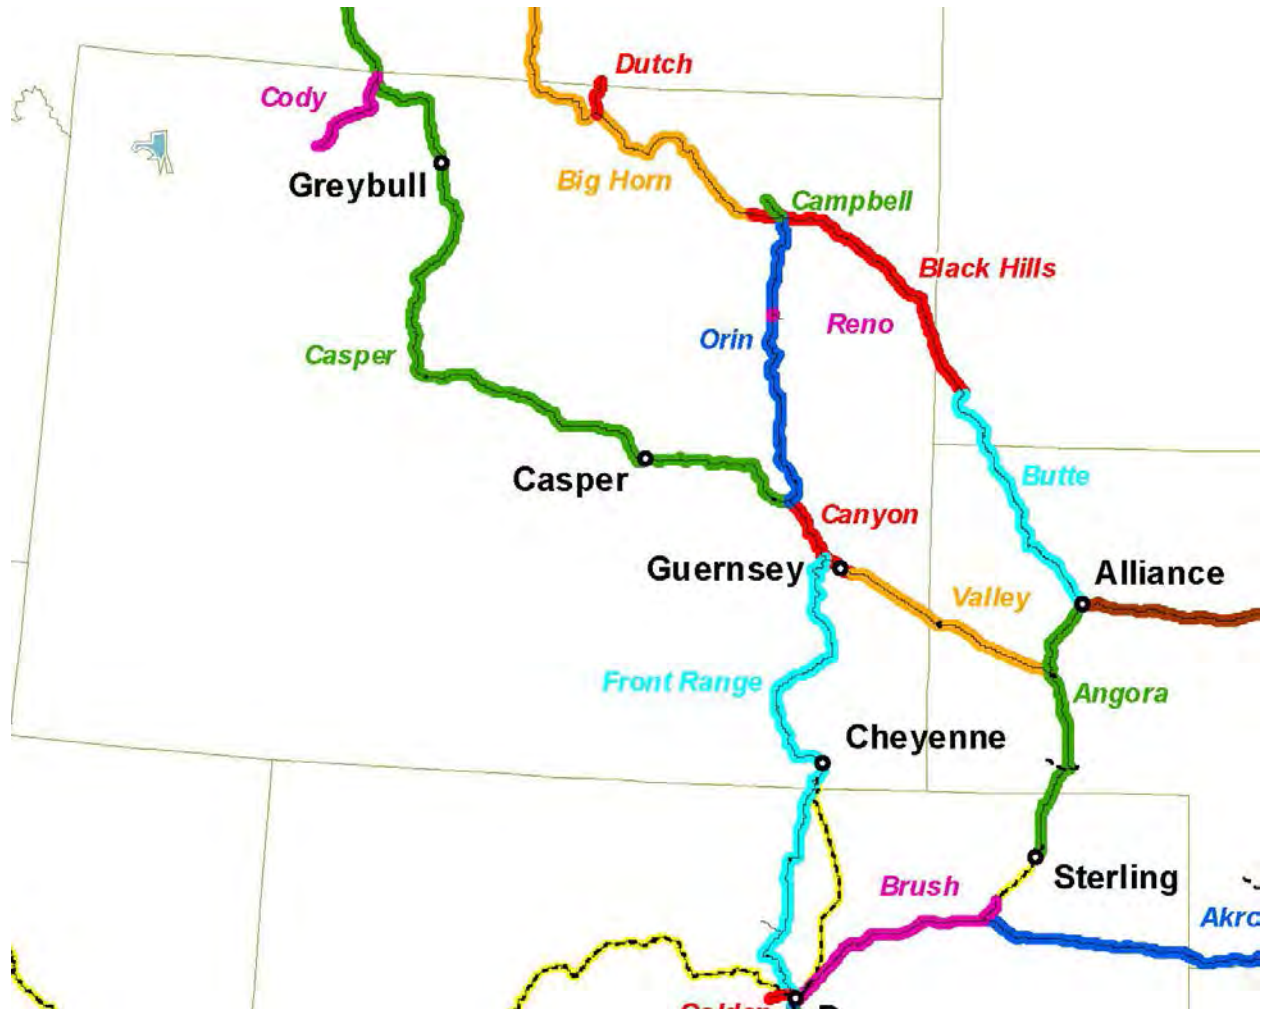 Dutch
Cody
Greybull
Big Horn
Campbell
Black Hills
Reno
Orin
Casper
Casper
Butte
Canyon
Guernsey
Alliance
Valley
Front Range
Angora
Cheyenne
Sterling
Brush
Akro